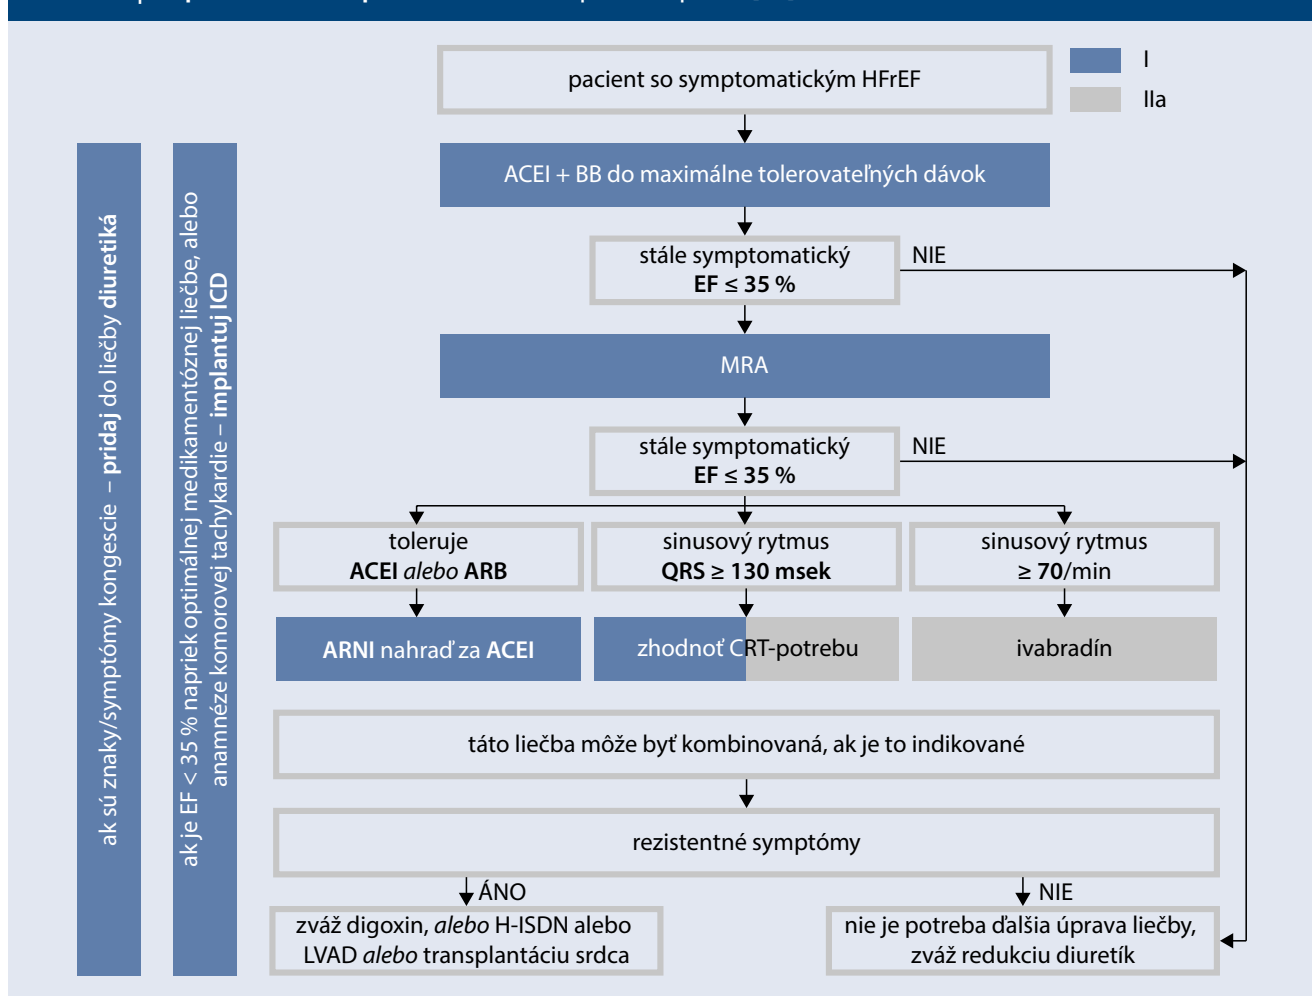 pacient so symptomatickým HFrEF
I
IIa
ACEI + BB do maximálne tolerovateľných dávok
stále symptomatický
EF ≤ 35 %
NIE
MRA
stále symptomatický
EF ≤ 35 %
NIE
toleruje
ACEI alebo ARB
sinusový rytmus
QRS ≥ 130 msek
sinusový rytmus
≥ 70/min
ARNI nahraď za ACEI
zhodnoť CRT-potrebu
ivabradín
táto liečba môže byť kombinovaná, ak je to indikované
rezistentné symptómy
ÁNO
NIE
zváž digoxin, alebo H-ISDN alebo
LVAD alebo transplantáciu srdca
nie je potreba ďalšia úprava liečby,
zváž redukciu diuretík
ak sú znaky/symptómy kongescie – pridaj do liečby diuretiká
ak je EF < 35 % napriek optimálnej medikamentóznej liečbe, alebo
anamnéze komorovej tachykardie – implantuj ICD